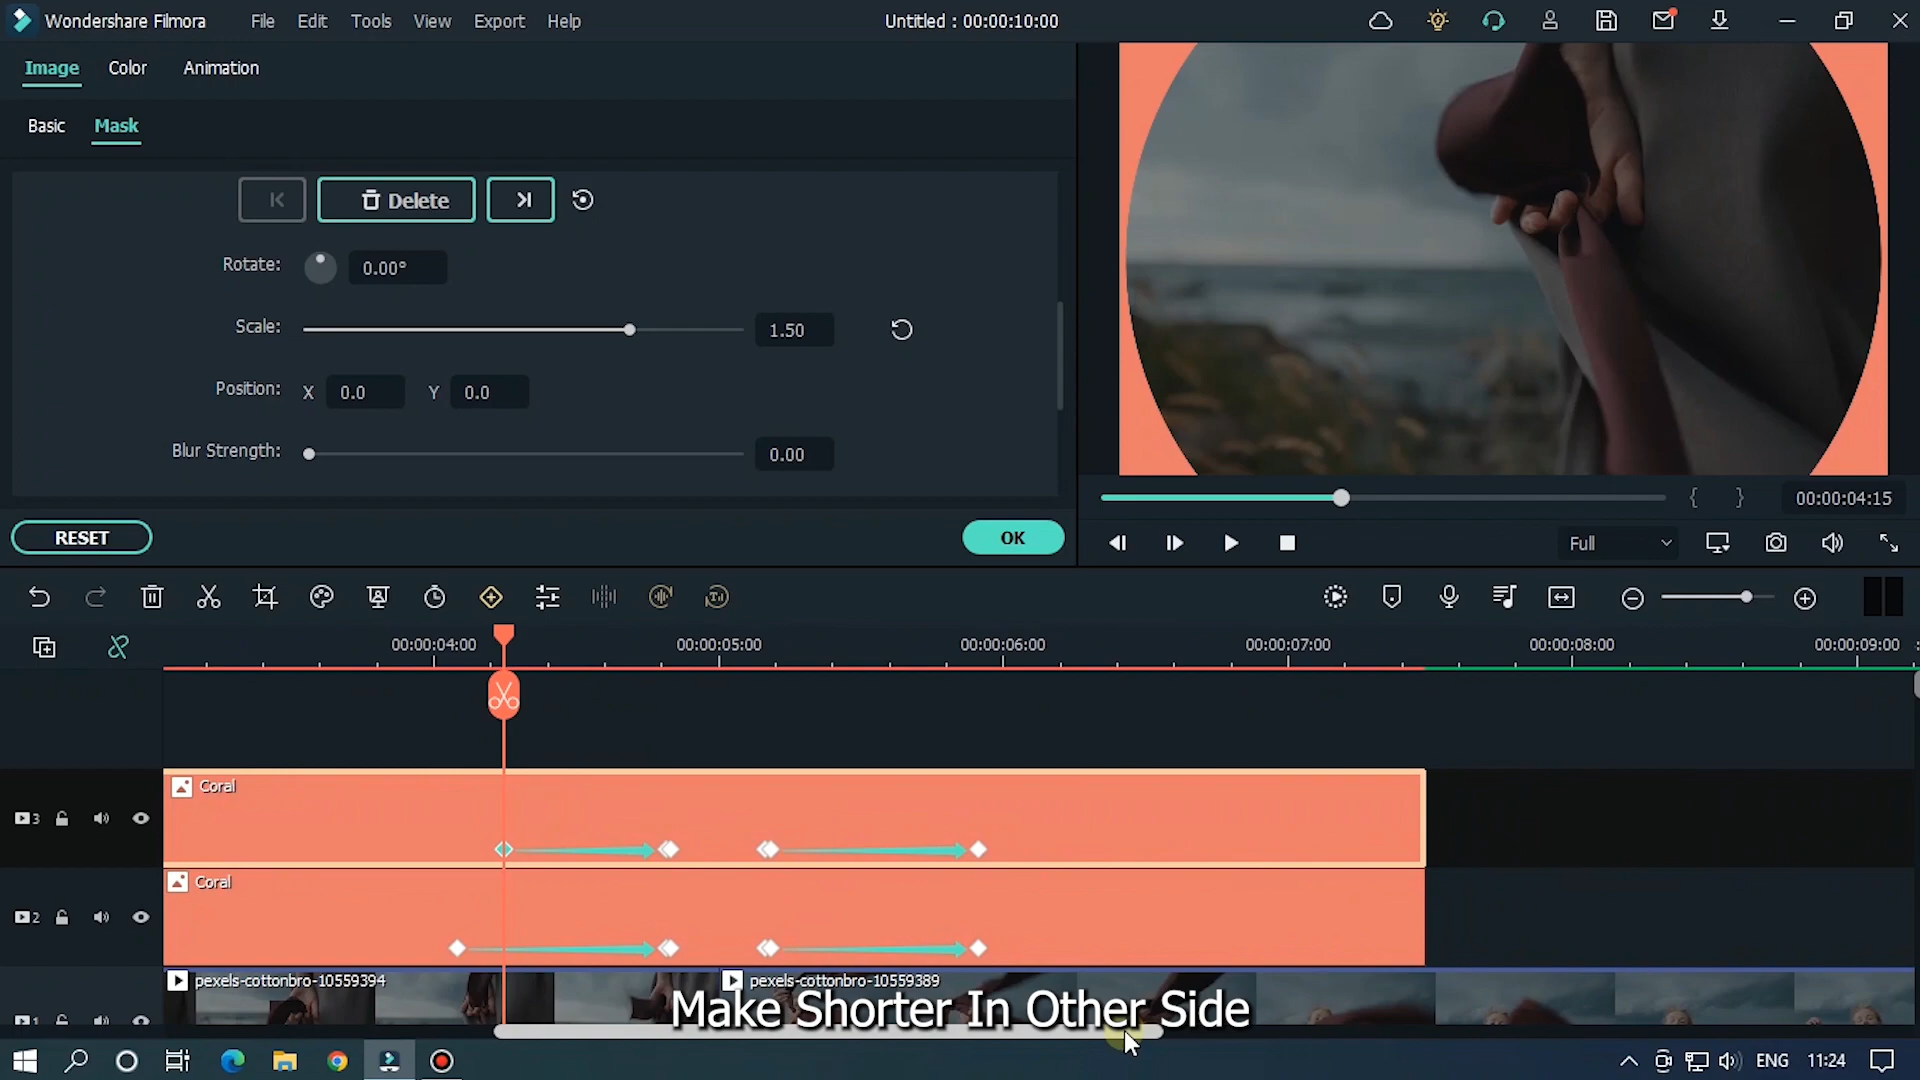 Wondershare Filmora File Edit Tools View Export Help Untitled : 00:00:10:00
Image Color Animation
Basic Mask
Delete
Rotate: 0.00°
Scale: 1.50
Position: X 0.0 Y 0.0
Blur Strength: 0.00
{ } 00:00:04:15
RESET OK
Full
00:00:04:00 00:00:05:00 00:00:06:00 00:00:07:00 00:00:08:00 00:00:09:00
Coral
3
Coral
2
pexels-cottonbro-10559394 pexels-cottonbro-10559389
Make Shorter In Other Side
1
ENG 11:24